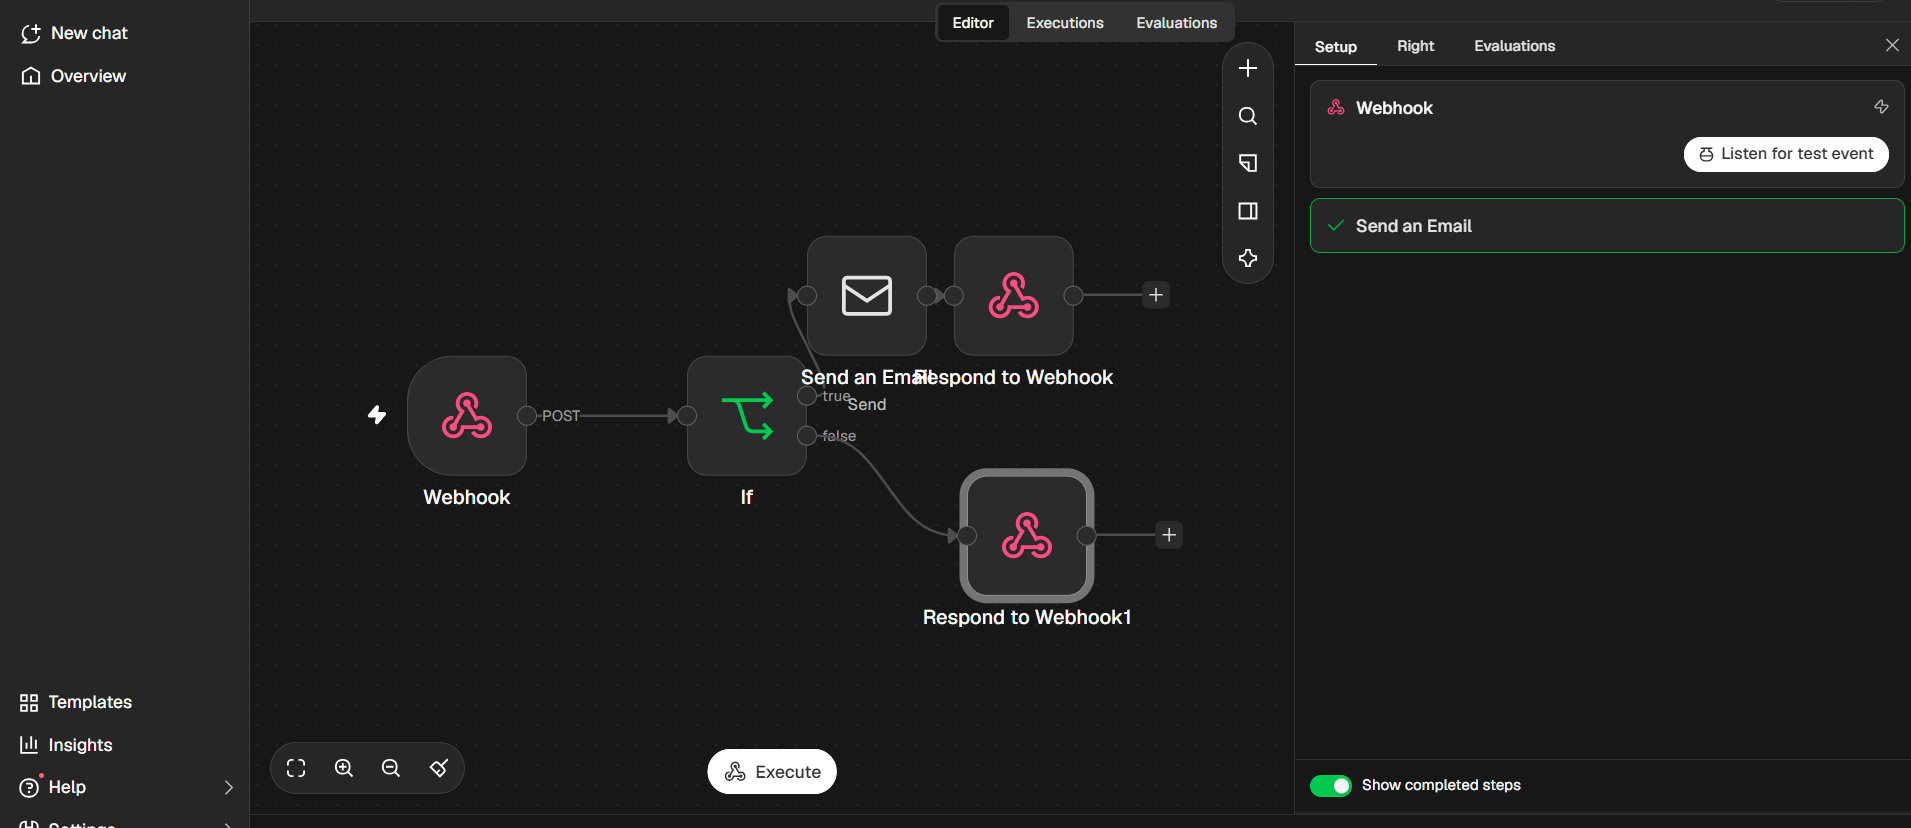 New chat
Overview
Templates
Insights
Help
Settings
Editor
Executions
Evaluations
Webhook
POST
If
true
false
Send an Email
Send
Respond to Webhook
Respond to Webhook1
Execute
Setup
Right
Evaluations
Webhook
Listen for test event
Send an Email
Show completed steps